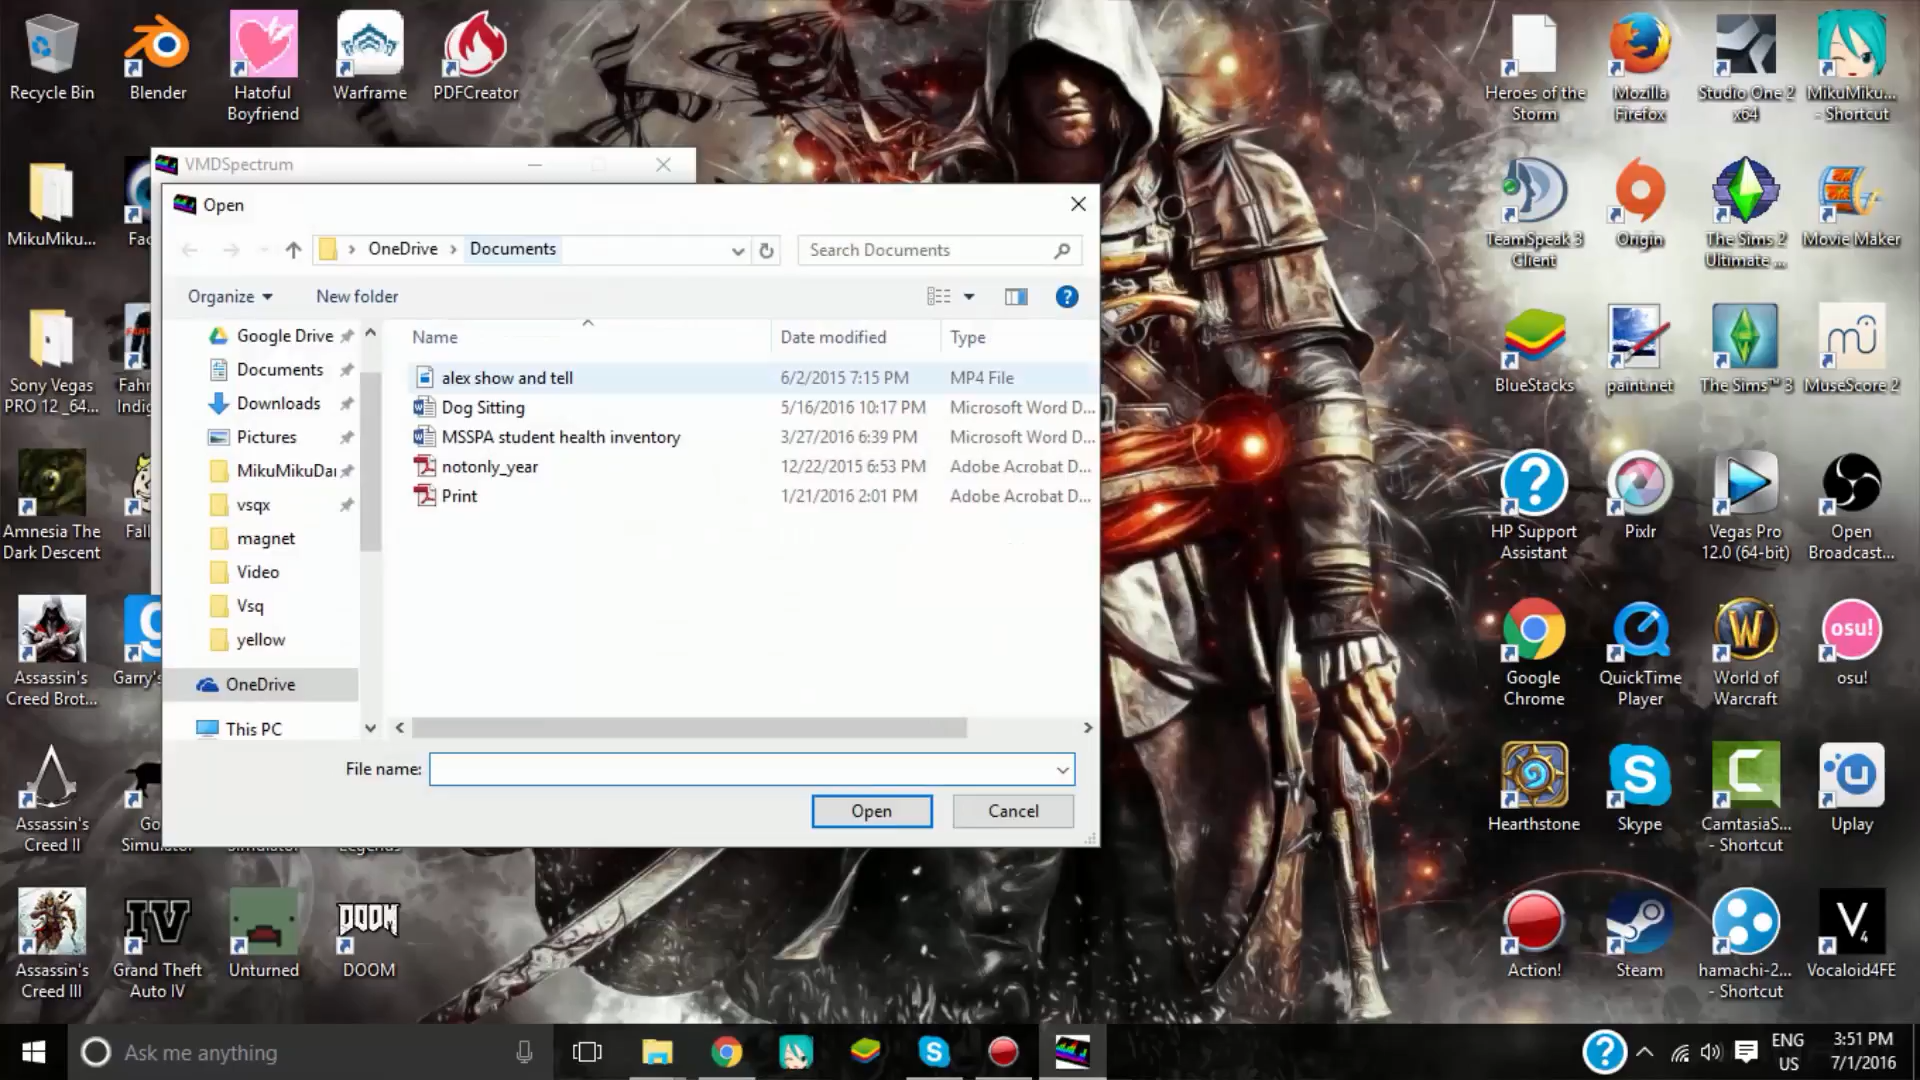 Recycle Bin
Blender
Hatoful
Boyfriend
Warframe
PDFCreator
Heroes of the
Storm
Mozilla
Firefox
Studio One 2
x64
MikuMiku...
- Shortcut
VMDSpectrum
Open
MikuMiku...
Fac
TeamSpeak 3
Client
Origin
The Sims 2
Ultimate ...
Movie Maker
OneDrive
Documents
Search Documents
Organize
New folder
?
Google Drive
Documents
Downloads
Pictures
MikuMikuDar
vsqx
magnet
Video
Vsq
yellow
OneDrive
This PC
Name
Date modified
Type
alex show and tell
6/2/2015 7:15 PM
MP4 File
Dog Sitting
5/16/2016 10:17 PM
Microsoft Word D...
MSSPA student health inventory
3/27/2016 6:39 PM
Microsoft Word D...
notonly_year
12/22/2015 6:53 PM
Adobe Acrobat D...
Print
1/21/2016 2:01 PM
Adobe Acrobat D...
File name:
Open
Cancel
Sony Vegas
PRO 12 _64...
Fahr
Indig
BlueStacks
paint.net
The Sims™ 3
MuseScore 2
Amnesia The
Dark Descent
Fall
?
HP Support
Assistant
Pixlr
Vegas Pro
12.0 (64-bit)
Open
Broadcast...
Assassin's
Creed Brot...
Garry's
Google
Chrome
QuickTime
Player
W
World of
Warcraft
osu!
osu!
Assassin's
Creed II
Go
Simulator
Simulator
Legends
Hearthstone
S
Skype
C
CamtasiaS...
- Shortcut
u
Uplay
Assassin's
Creed III
IV
Grand Theft
Auto IV
Unturned
DOOM
DOOM
Action!
Steam
hamachi-2...
- Shortcut
V4
Vocaloid4FE
Ask me anything
S
?
ENG
US
3:51 PM
7/1/2016